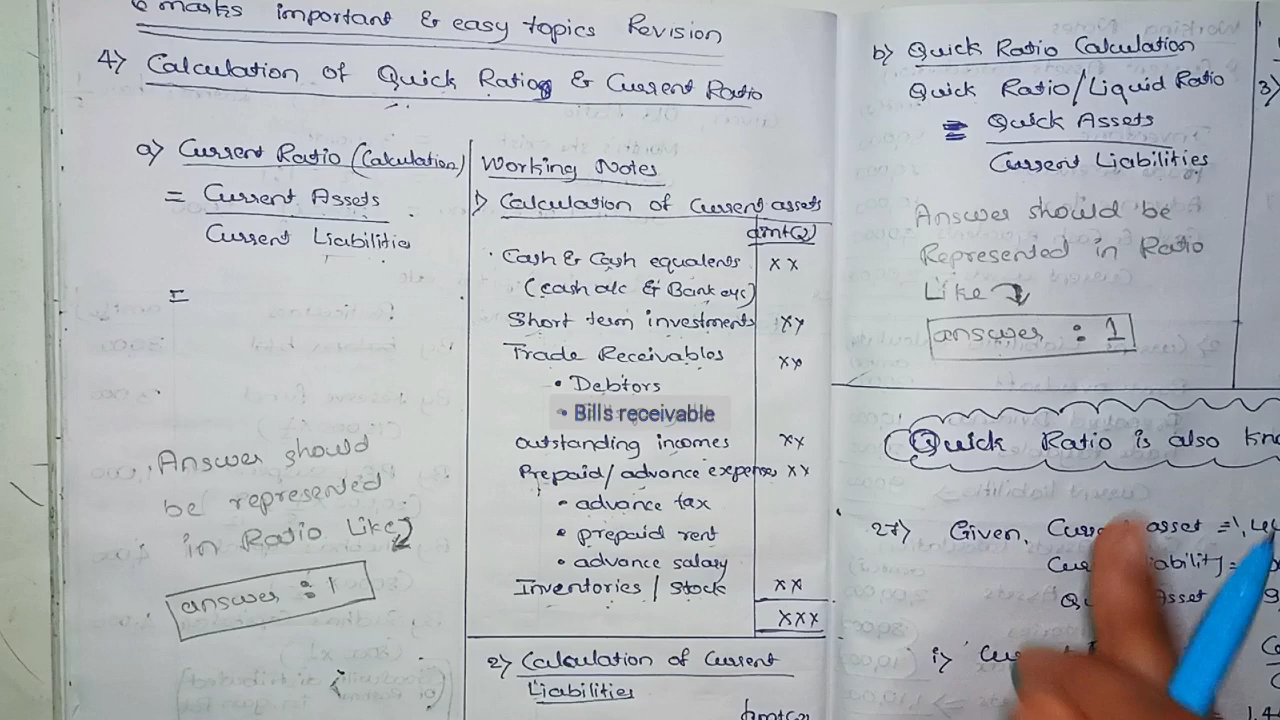 6 marks important & easy topics Revision
4) Calculation of Quick Ratios & Current Ratio
a) Current Ratio (Calculation)
= Current Assets
Current Liabilities
=
Answer should
be represented
in Ratio Like
answer : 1
Working Notes
1) Calculation of Current assets
amt(₹)
Cash & Cash equalents xx
(cash a/c & Bank a/c)
Short term investments xx
Trade Receivables xx
• Debtors
• Bills receivable
outstanding incomes xx
Prepaid/advance expenses xx
• advance tax
• prepaid rent
• advance salary
Inventories / Stock xx
xxx
2) Calculation of Current
Liabilities
b) Quick Ratio Calculation
Quick Ratio/Liquid Ratio
= Quick Assets
Current Liabilities
Answer should be
Represented in Ratio
Like
answer : 1
3)
Quick Ratio is also
27) Given, asset =